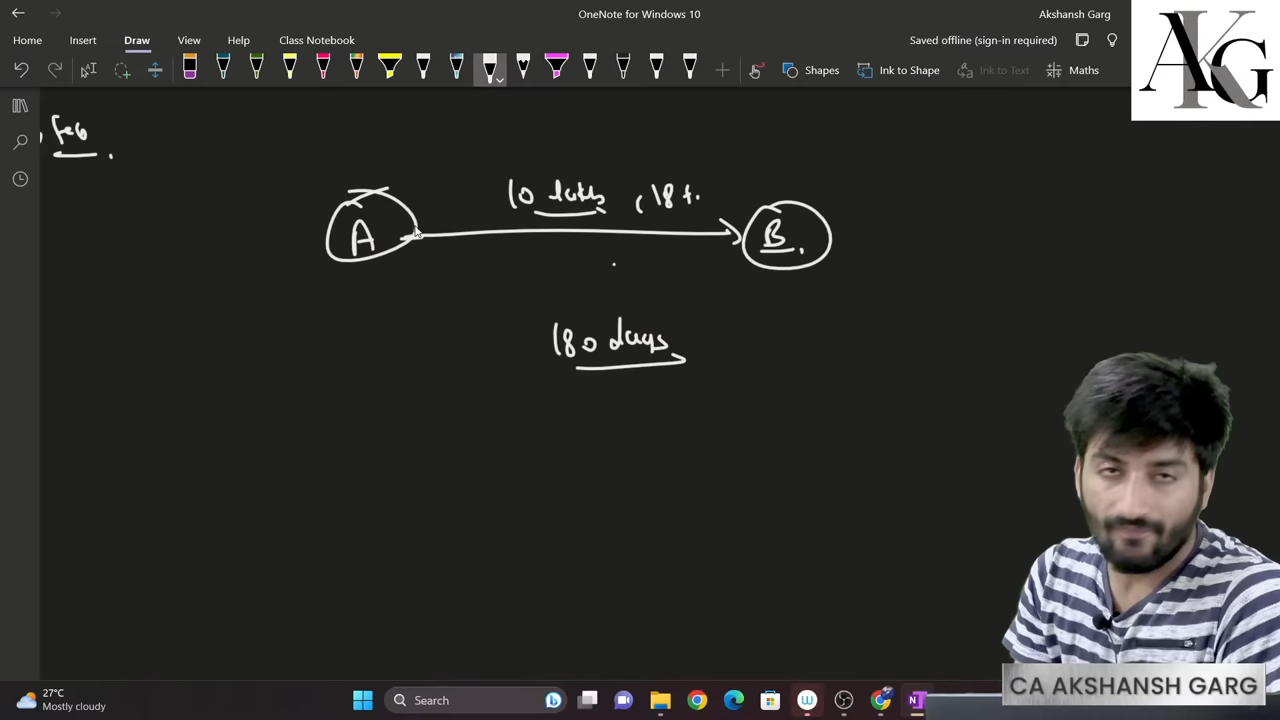 OneNote for Windows 10
Akshansh Garg
Home Insert Draw View Help Class Notebook
Saved offline (sign-in required)
Shapes Ink to Shape Ink to Text Maths
AKG
Feb.
10 lakhs, 18 t.
A B.
180 days
CA AKSHANSH GARG
27°C
Mostly cloudy
Search